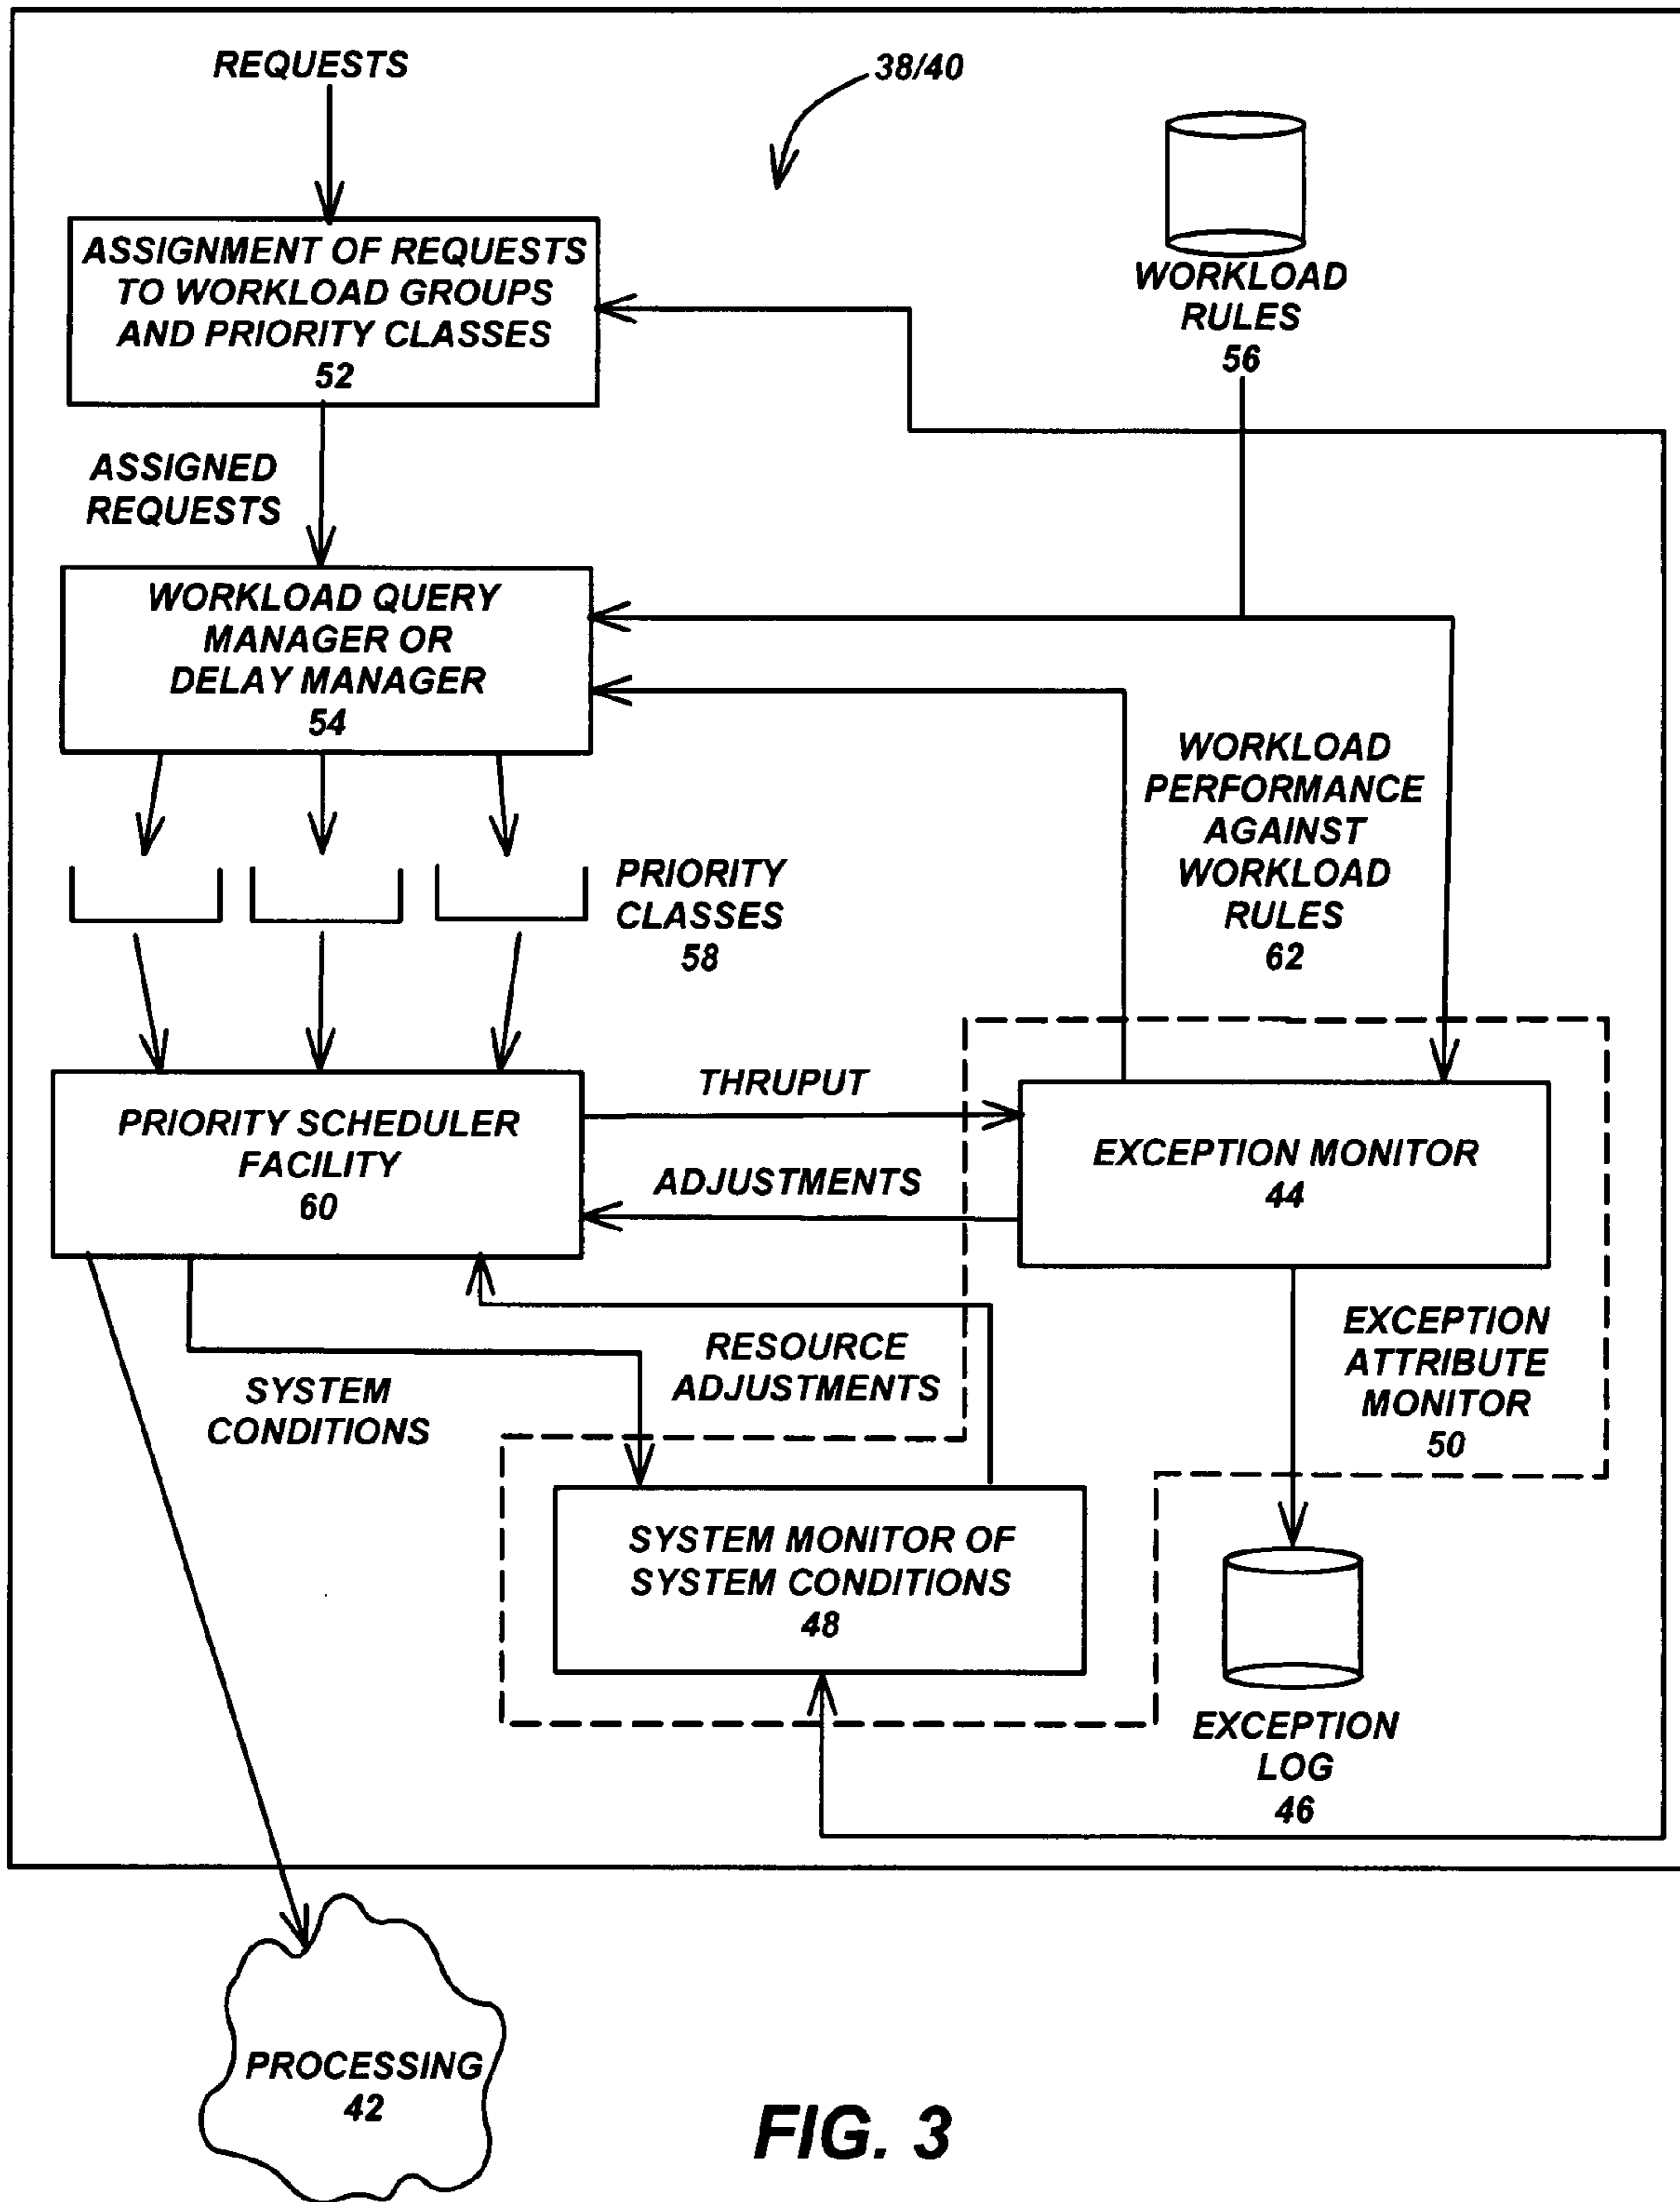 REQUESTS
38/40
ASSIGNMENT OF REQUESTS
TO WORKLOAD GROUPS
AND PRIORITY CLASSES
52
WORKLOAD
RULES
56
ASSIGNED
REQUESTS
WORKLOAD QUERY
MANAGER OR
DELAY MANAGER
54
WORKLOAD
PERFORMANCE
AGAINST
WORKLOAD
RULES
62
PRIORITY
CLASSES
58
THRUPUT
PRIORITY SCHEDULER
FACILITY
60
ADJUSTMENTS
EXCEPTION MONITOR
44
RESOURCE
ADJUSTMENTS
EXCEPTION
ATTRIBUTE
MONITOR
50
SYSTEM
CONDITIONS
SYSTEM MONITOR OF
SYSTEM CONDITIONS
48
EXCEPTION
LOG
46
PROCESSING
42
FIG. 3